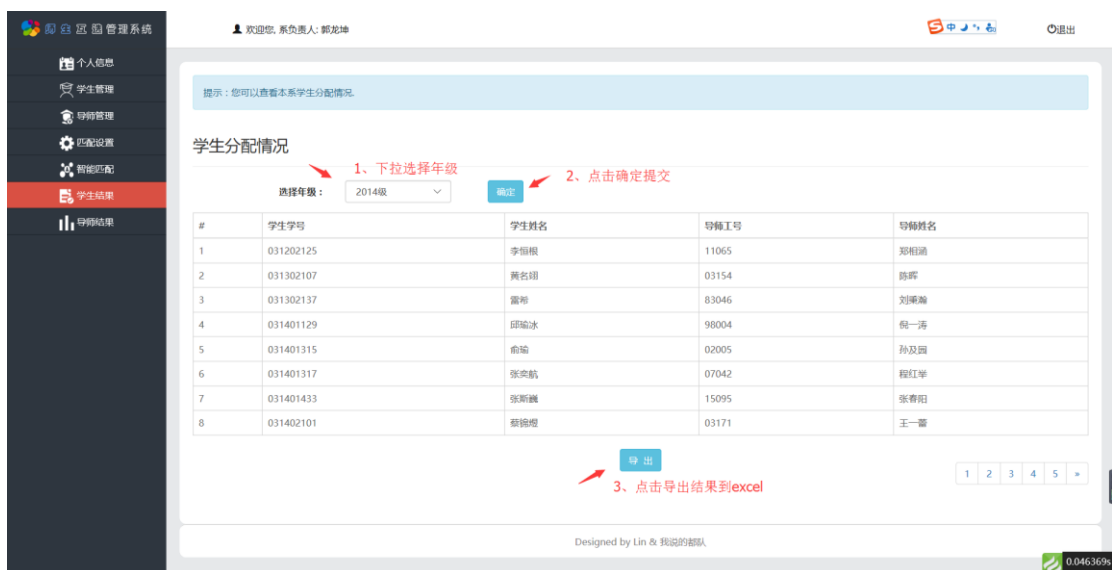 管理系统
欢迎您, 系负责人: 郭龙坤
中
退出
个人信息
学生管理
导师管理
匹配设置
智能匹配
学生结果
导师结果
提示：您可以查看本系学生分配情况.
学生分配情况
1、下拉选择年级
2、点击确定提交
选择年级： 2014级 确定
# 学生学号 学生姓名 导师工号 导师姓名
1 031202125 李恒根 11065 郑相涵
2 031302107 黄名翊 03154 陈晖
3 031302137 雷彬 83046 刘秉瀚
4 031401129 邱瑜冰 98004 倪一涛
5 031401315 俞瑜 02005 孙及园
6 031401317 张奕航 07042 程红举
7 031401433 张斯巍 15095 张春阳
8 031402101 蔡锦煜 03171 王一蕾
导 出
1 2 3 4 5 »
3、点击导出结果到excel
Designed by Lin & 我说的都队
0.046369s